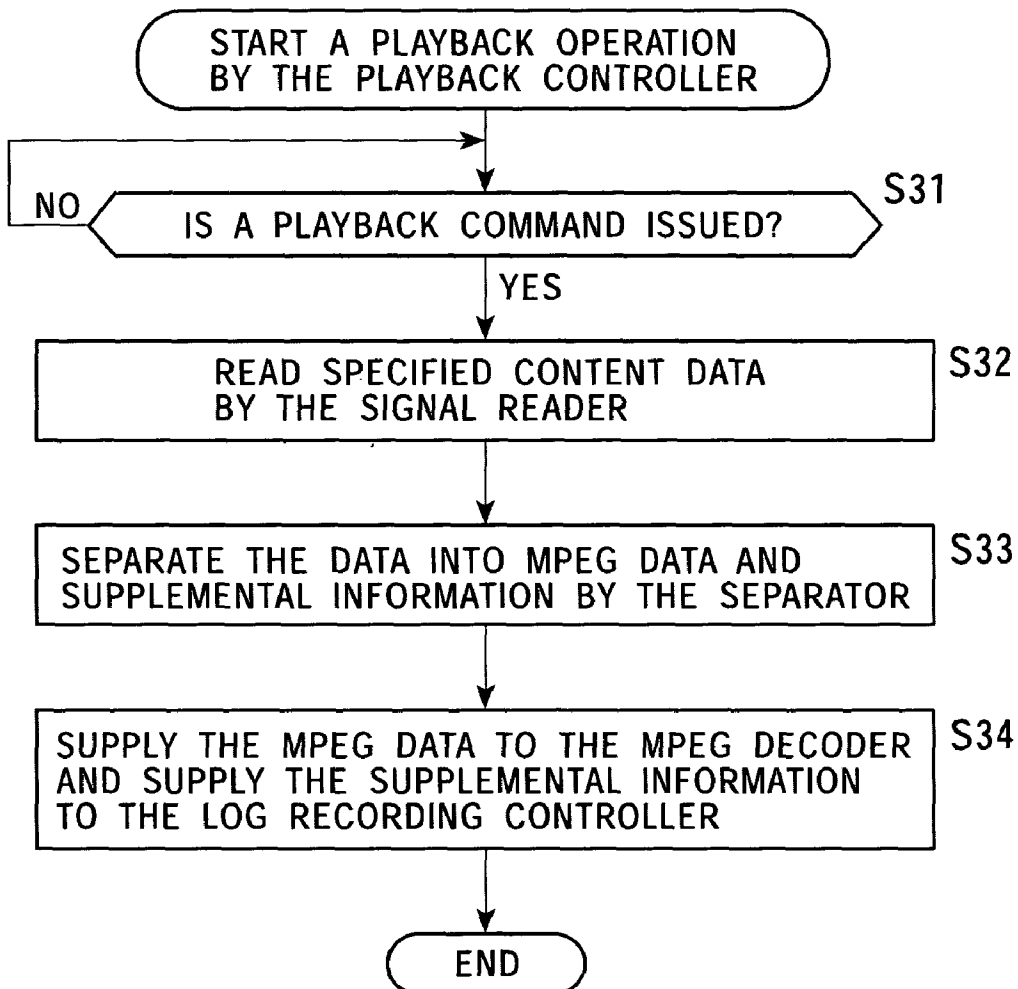 START A PLAYBACK OPERATION
BY THE PLAYBACK CONTROLLER
S31
NO
IS A PLAYBACK COMMAND ISSUED?
YES
S32
READ SPECIFIED CONTENT DATA
BY THE SIGNAL READER
S33
SEPARATE THE DATA INTO MPEG DATA AND
SUPPLEMENTAL INFORMATION BY THE SEPARATOR
S34
SUPPLY THE MPEG DATA TO THE MPEG DECODER
AND SUPPLY THE SUPPLEMENTAL INFORMATION
TO THE LOG RECORDING CONTROLLER
END